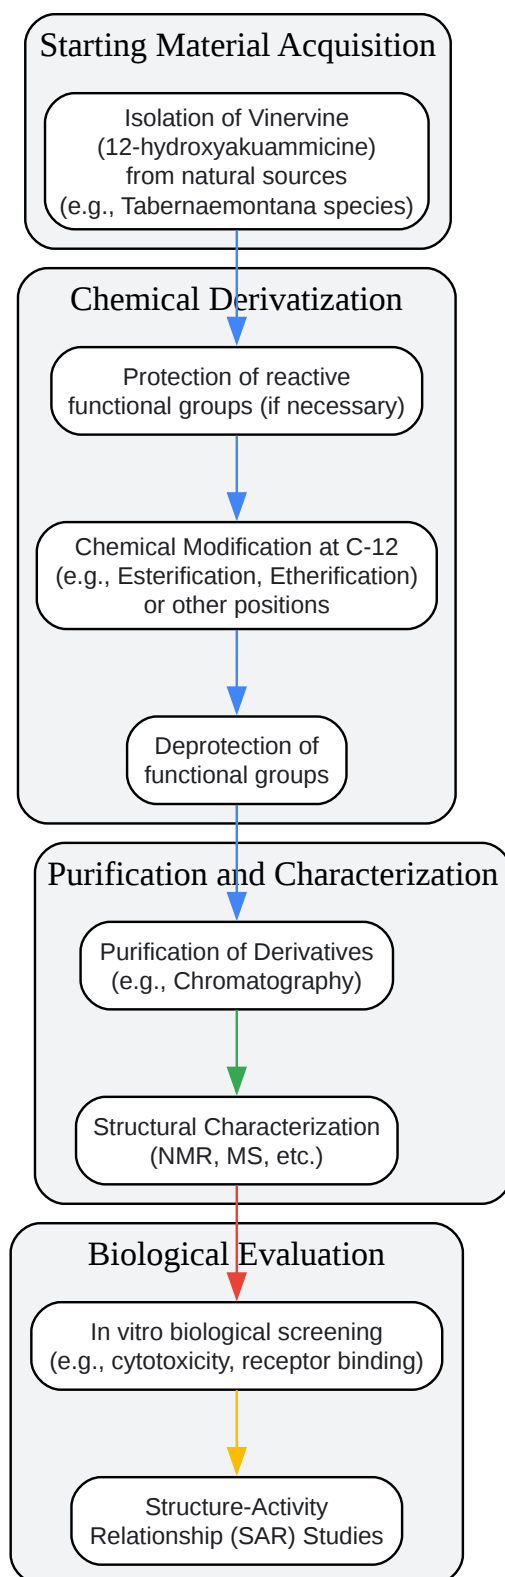 Starting Material Acquisition
Isolation of Vinervine
(12-hydroxyakuammicine)
from natural sources
(e.g., Tabernaemontana species)
Chemical Derivatization
Protection of reactive
functional groups (if necessary)
Chemical Modification at C-12
(e.g., Esterification, Etherification)
or other positions
Deprotection of
functional groups
Purification and Characterization
Purification of Derivatives
(e.g., Chromatography)
Structural Characterization
(NMR, MS, etc.)
Biological Evaluation
In vitro biological screening
(e.g., cytotoxicity, receptor binding)
Structure-Activity
Relationship (SAR) Studies